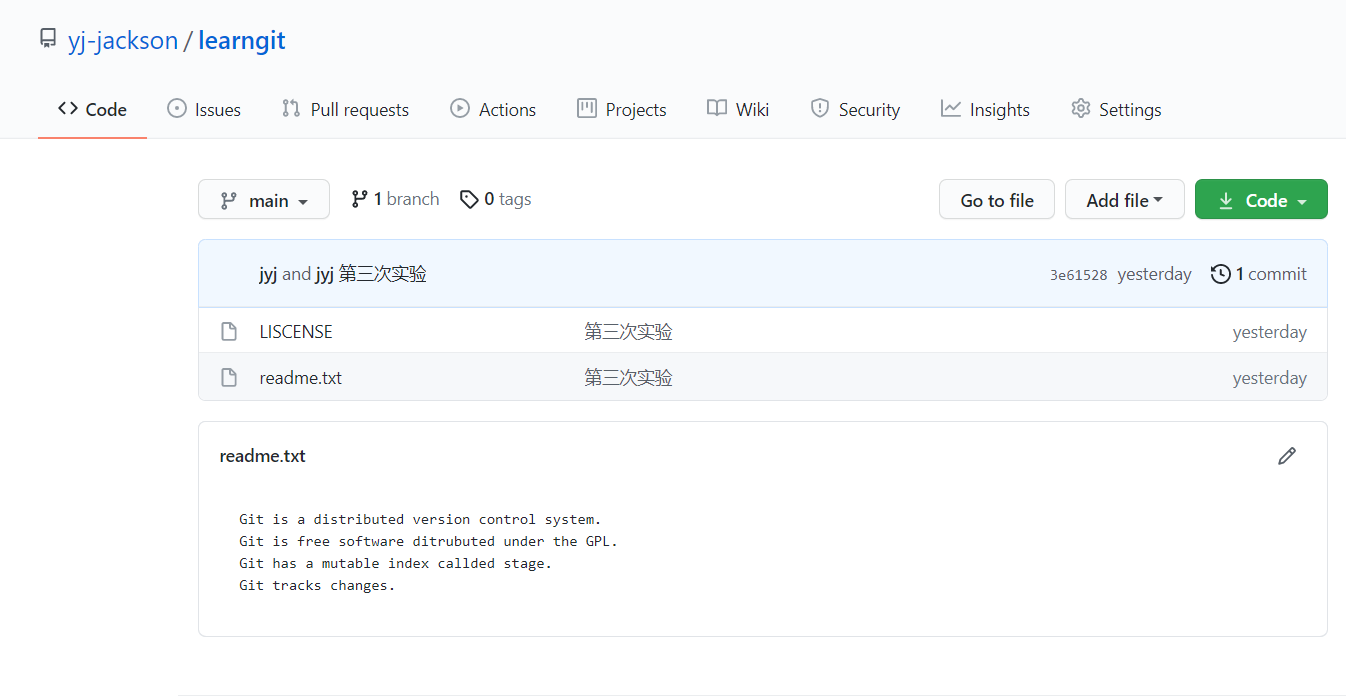 yj-jackson / learngit
Code Issues Pull requests Actions Projects Wiki Security Insights Settings
main 1 branch 0 tags Go to file Add file Code
jyj and jyj 第三次实验 3e61528 yesterday 1 commit
LISCENSE 第三次实验 yesterday
readme.txt 第三次实验 yesterday
readme.txt
Git is a distributed version control system.
Git is free software ditrubuted under the GPL.
Git has a mutable index callded stage.
Git tracks changes.